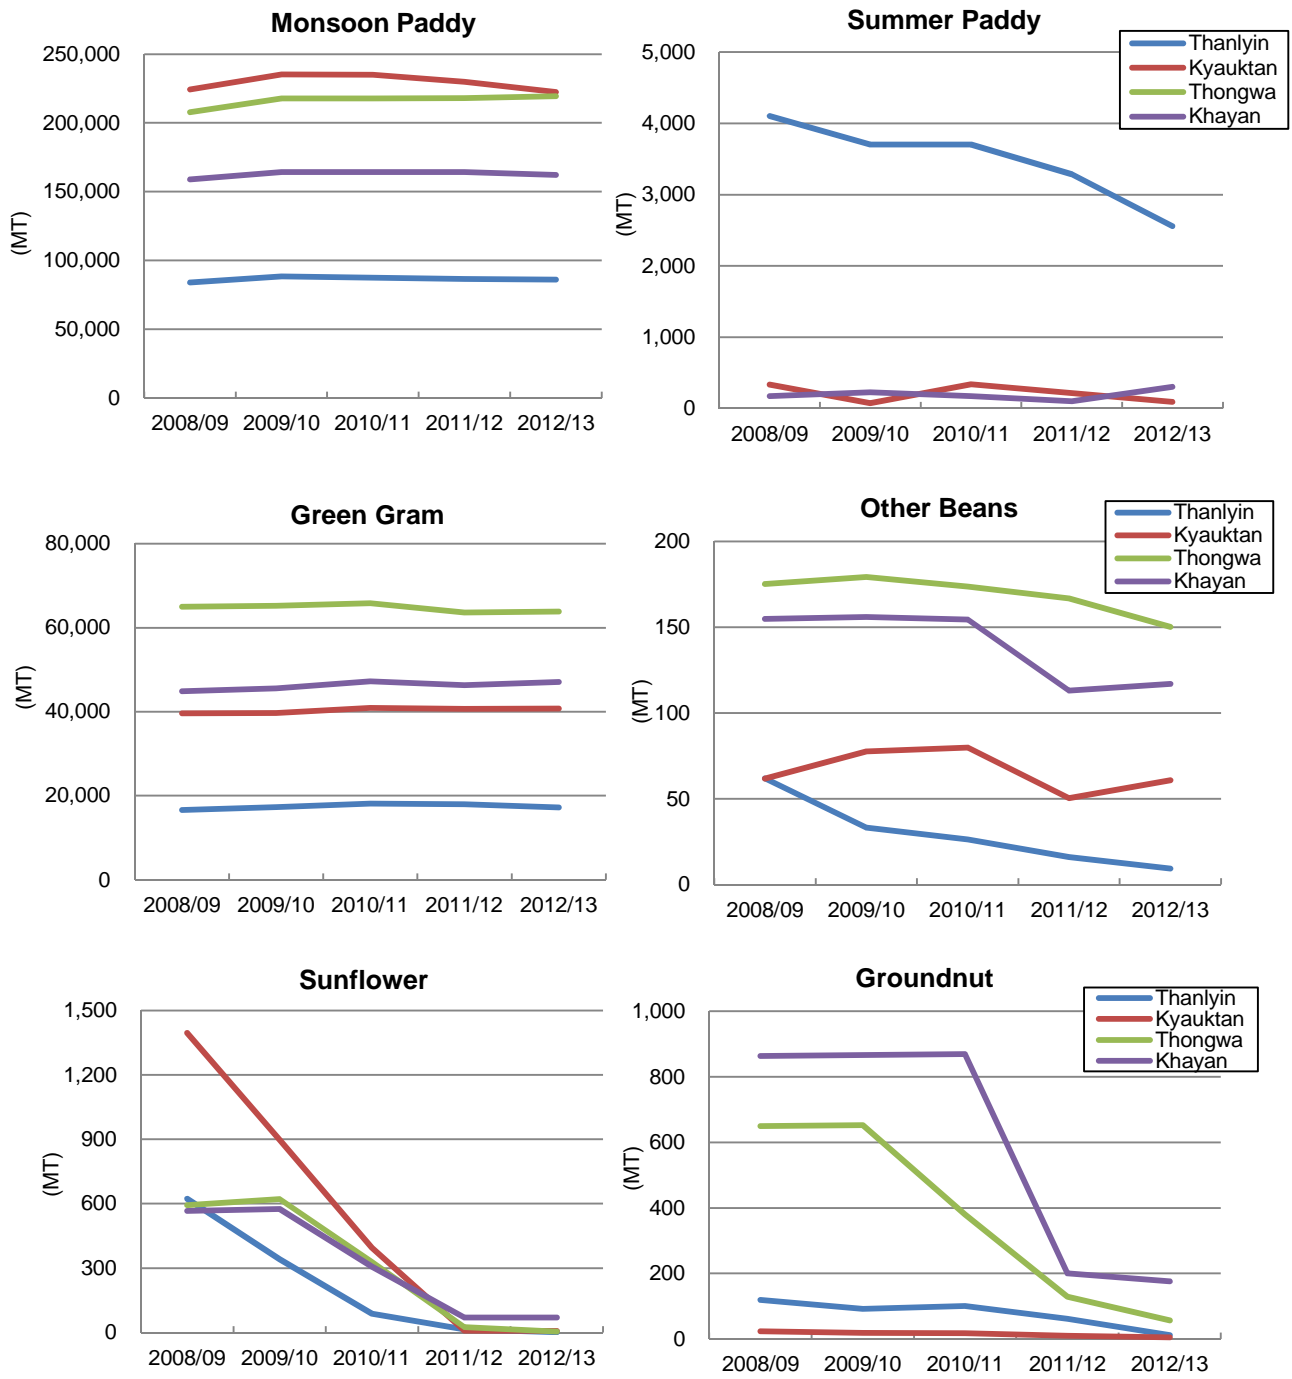 Monsoon Paddy
250,000
200,000
150,000
100,000
50,000
0
(MT)
2008/09 2009/10 2010/11 2011/12 2012/13
Summer Paddy
Thanlyin
Kyauktan
Thongwa
Khayan
5,000
4,000
3,000
2,000
1,000
0
(MT)
2008/09 2009/10 2010/11 2011/12 2012/13
Green Gram
80,000
60,000
40,000
20,000
0
(MT)
2008/09 2009/10 2010/11 2011/12 2012/13
Other Beans
Thanlyin
Kyauktan
Thongwa
Khayan
200
150
100
50
0
(MT)
2008/09 2009/10 2010/11 2011/12 2012/13
Sunflower
1,500
1,200
900
600
300
0
(MT)
2008/09 2009/10 2010/11 2011/12 2012/13
Groundnut
Thanlyin
Kyauktan
Thongwa
Khayan
1,000
800
600
400
200
0
(MT)
2008/09 2009/10 2010/11 2011/12 2012/13